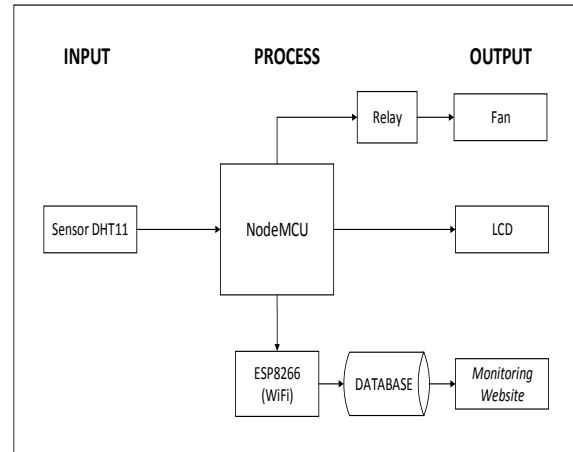 INPUT
PROCESS
OUTPUT
Relay
Fan
Sensor DHT11
NodeMCU
LCD
ESP8266
(WiFi)
DATABASE
Monitoring
Website